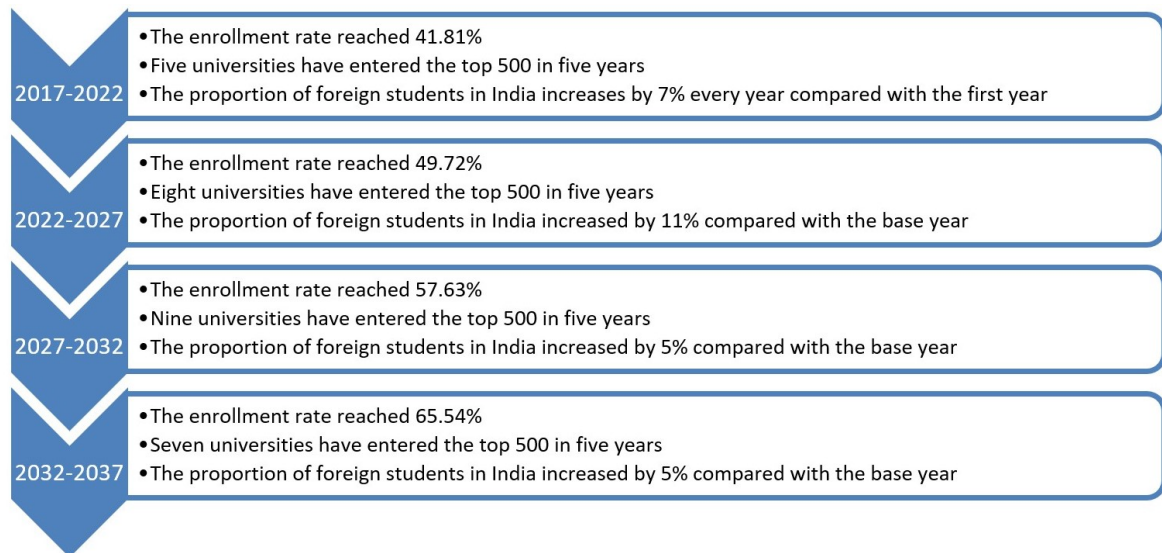 2017-2022
•The enrollment rate reached 41.81%
•Five universities have entered the top 500 in five years
•The proportion of foreign students in India increases by 7% every year compared with the first year
2022-2027
•The enrollment rate reached 49.72%
•Eight universities have entered the top 500 in five years
•The proportion of foreign students in India increased by 11% compared with the base year
2027-2032
•The enrollment rate reached 57.63%
•Nine universities have entered the top 500 in five years
•The proportion of foreign students in India increased by 5% compared with the base year
2032-2037
•The enrollment rate reached 65.54%
•Seven universities have entered the top 500 in five years
•The proportion of foreign students in India increased by 5% compared with the base year